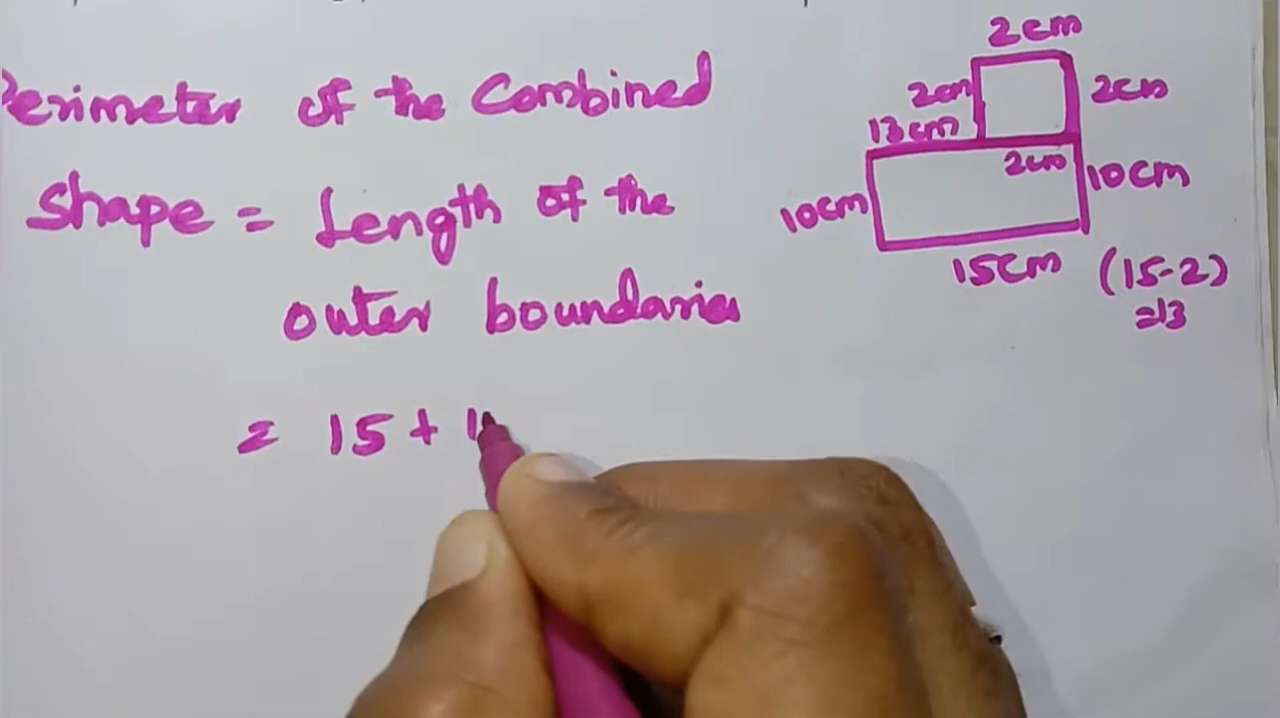 Perimeter of the Combined
Shape = Length of the
outer boundaries
= 15 + 1
2cm
2cm
2cm
13cm
2cm
10cm
10cm
15cm
(15-2)
=13